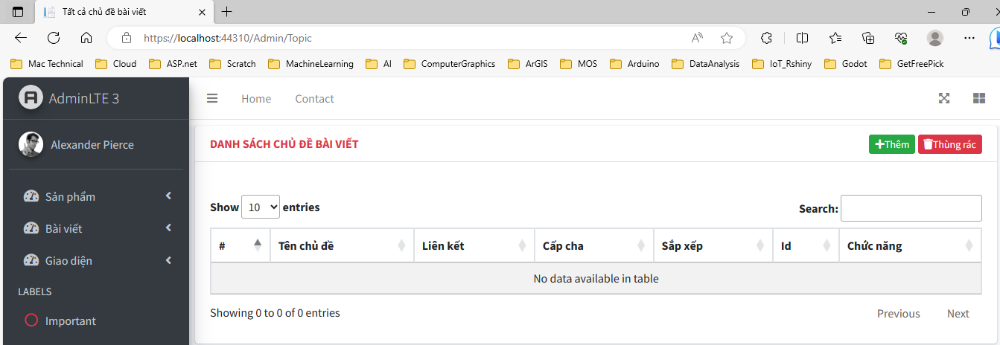 Tất cả chủ đề bài viết
https://localhost:44310/Admin/Topic
Mac Technical Cloud ASP.net Scratch MachineLearning AI ComputerGraphics ArGIS MOS Arduino DataAnalysis IoT_Rshiny Godot GetFreePick
AdminLTE 3
Home Contact
Alexander Pierce
DANH SÁCH CHỦ ĐỀ BÀI VIẾT
Thêm Thùng rác
Sản phẩm
Bài viết
Giao diện
LABELS
Important
Show 10 entries
Search:
# Tên chủ đề Liên kết Cấp cha Sắp xếp Id Chức năng
No data available in table
Showing 0 to 0 of 0 entries
Previous Next